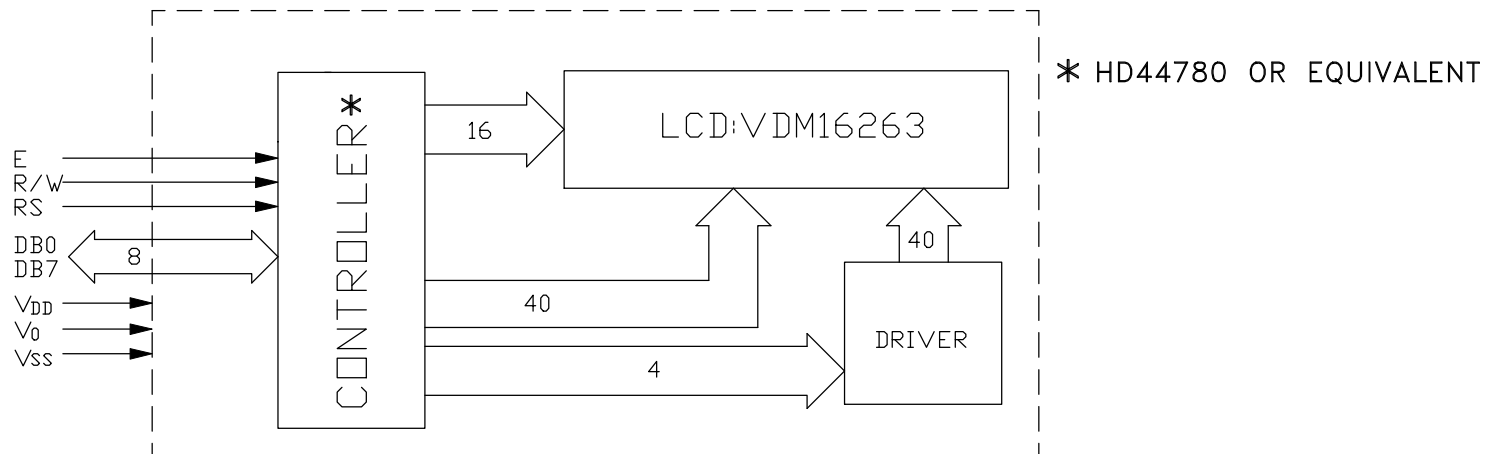 * HD44780 OR EQUIVALENT
CONTROLLER*
16
LCD:VDM16263
E
R/W
RS
DB0
DB7
8
40
40
VDD
V0
VSS
DRIVER
4